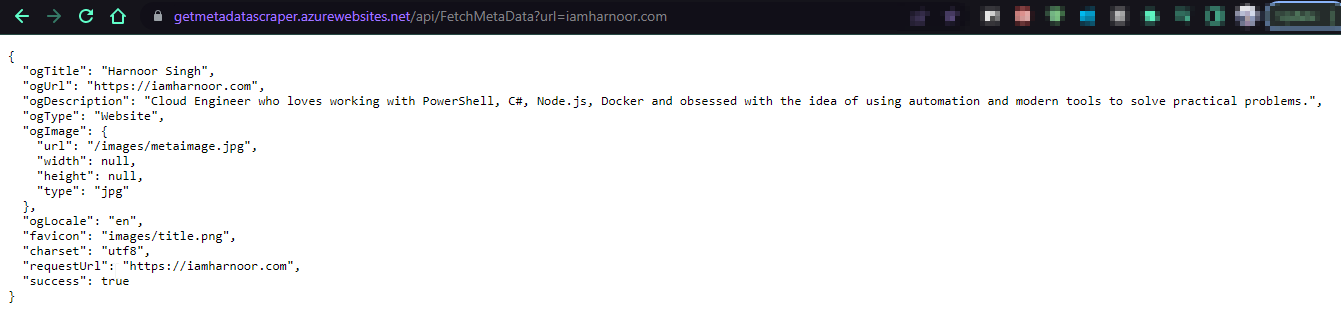 getmetadatascraper.azurewebsites.net/api/FetchMetaData?url=iamharnoor.com
{
  "ogTitle": "Harnoor Singh",
  "ogUrl": "https://iamharnoor.com",
  "ogDescription": "Cloud Engineer who loves working with PowerShell, C#, Node.js, Docker and obsessed with the idea of using automation and modern tools to solve practical problems.",
  "ogType": "Website",
  "ogImage": {
    "url": "/images/metaimage.jpg",
    "width": null,
    "height": null,
    "type": "jpg"
  },
  "ogLocale": "en",
  "favicon": "images/title.png",
  "charset": "utf8",
  "requestUrl": "https://iamharnoor.com",
  "success": true
}